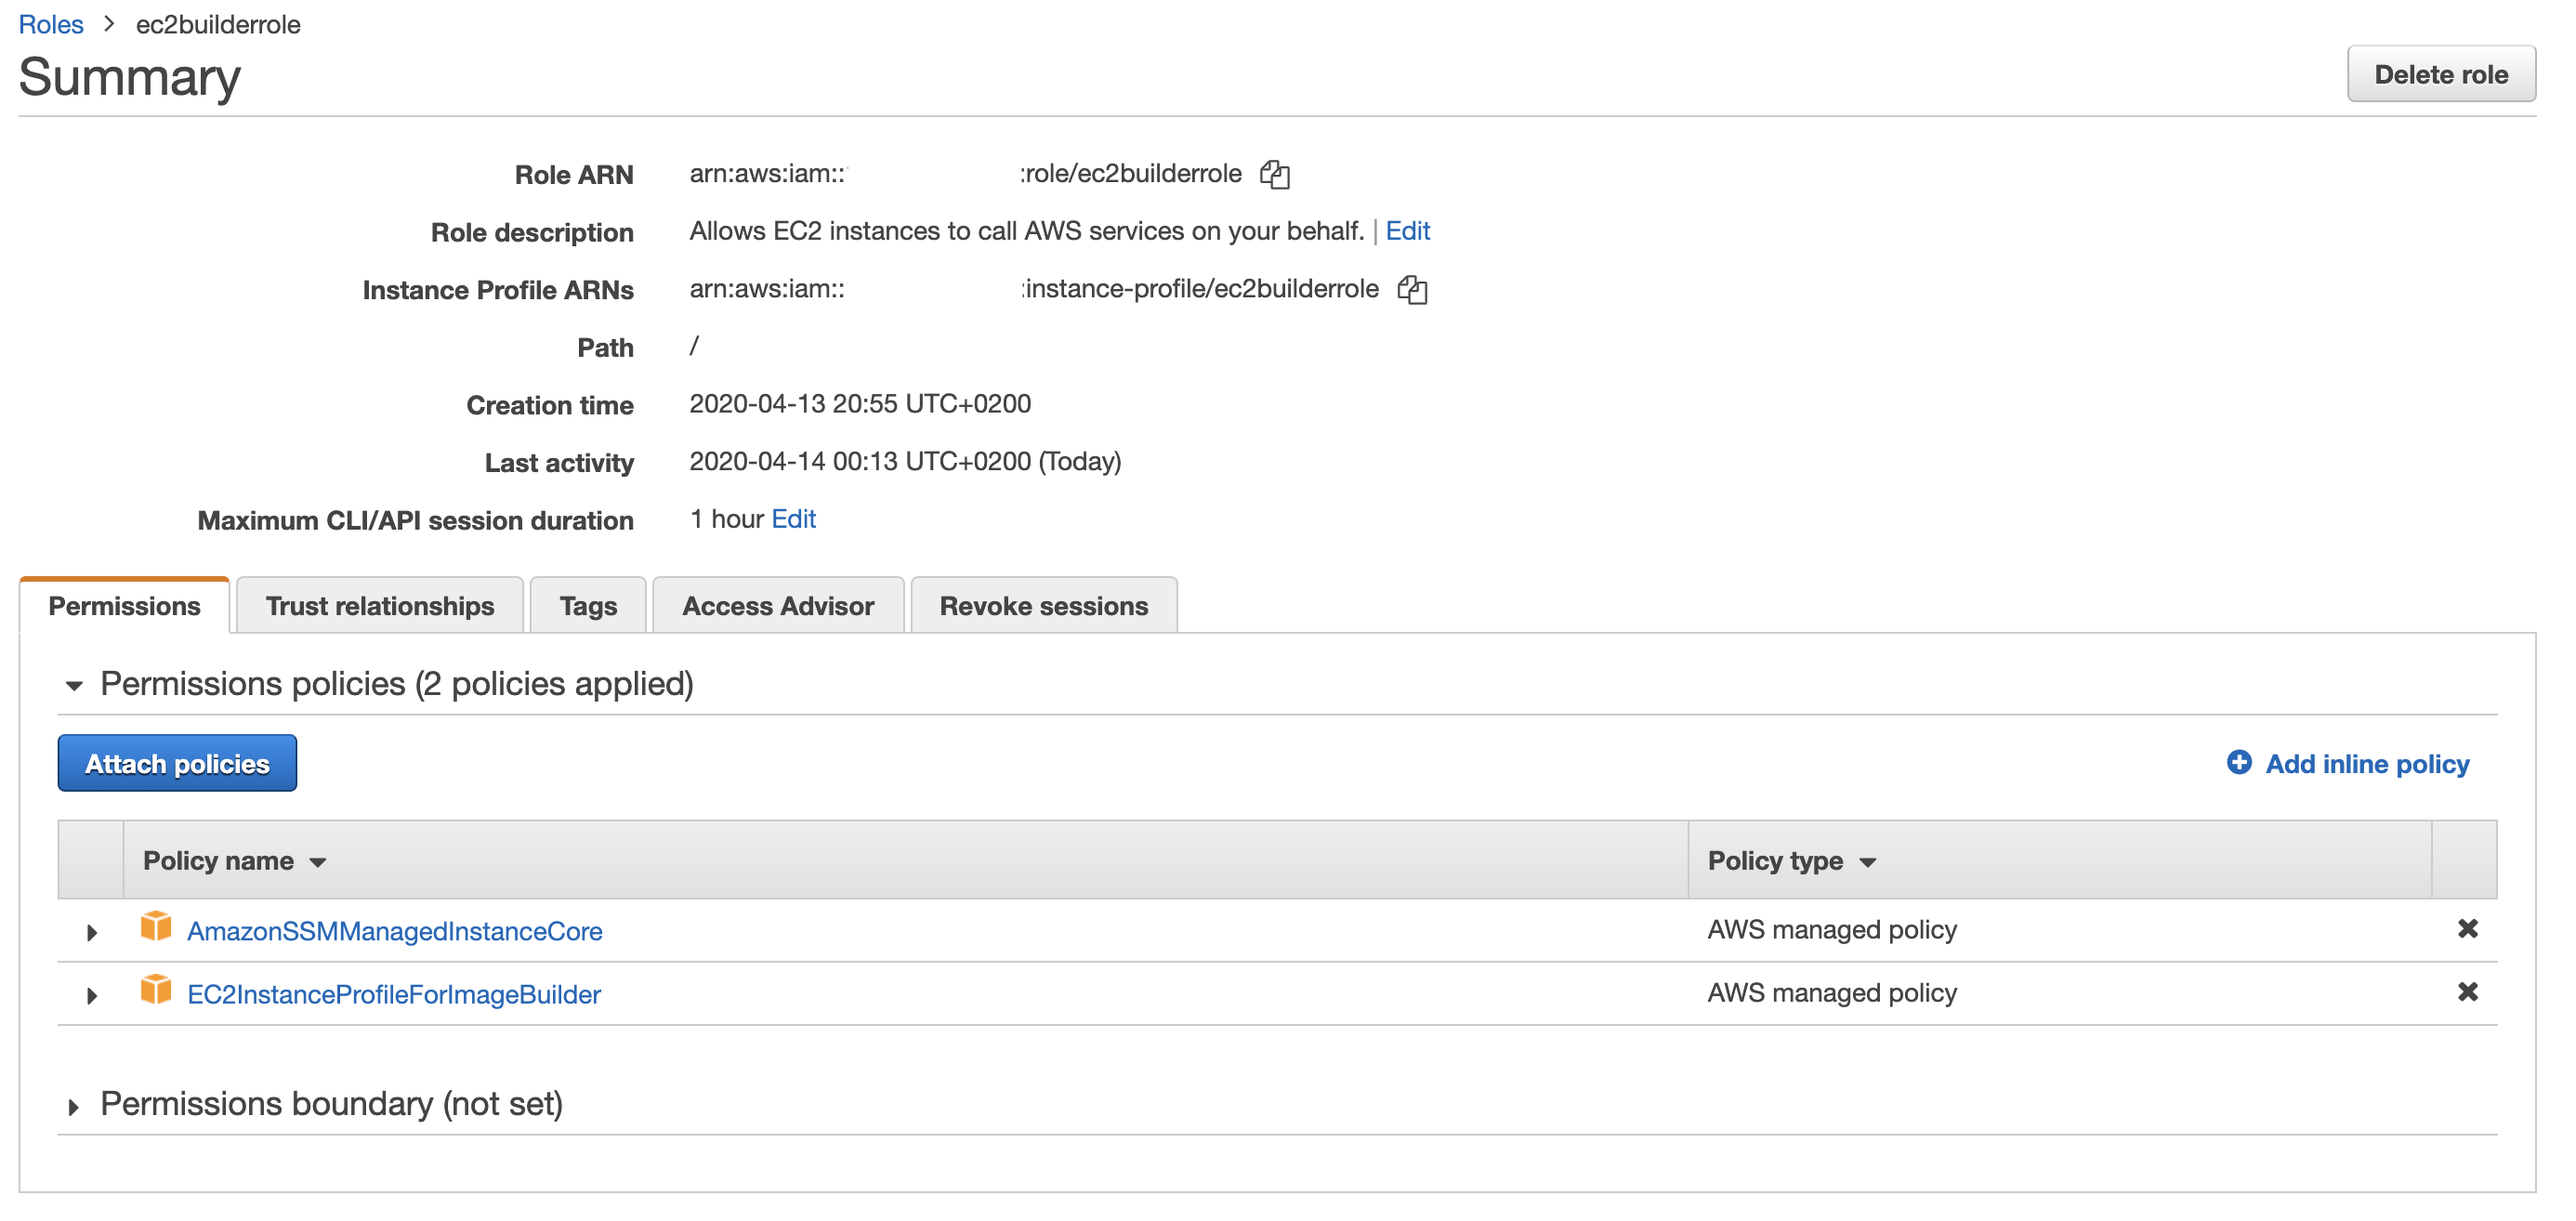 Roles > ec2builderrole
Summary
Delete role
Role ARN arn:aws:iam:: :role/ec2builderrole
Role description Allows EC2 instances to call AWS services on your behalf. | Edit
Instance Profile ARNs arn:aws:iam:: :instance-profile/ec2builderrole
Path /
Creation time 2020-04-13 20:55 UTC+0200
Last activity 2020-04-14 00:13 UTC+0200 (Today)
Maximum CLI/API session duration 1 hour Edit
Permissions Trust relationships Tags Access Advisor Revoke sessions
Permissions policies (2 policies applied)
Attach policies Add inline policy
Policy name Policy type
AmazonSSMManagedInstanceCore AWS managed policy
EC2InstanceProfileForImageBuilder AWS managed policy
Permissions boundary (not set)